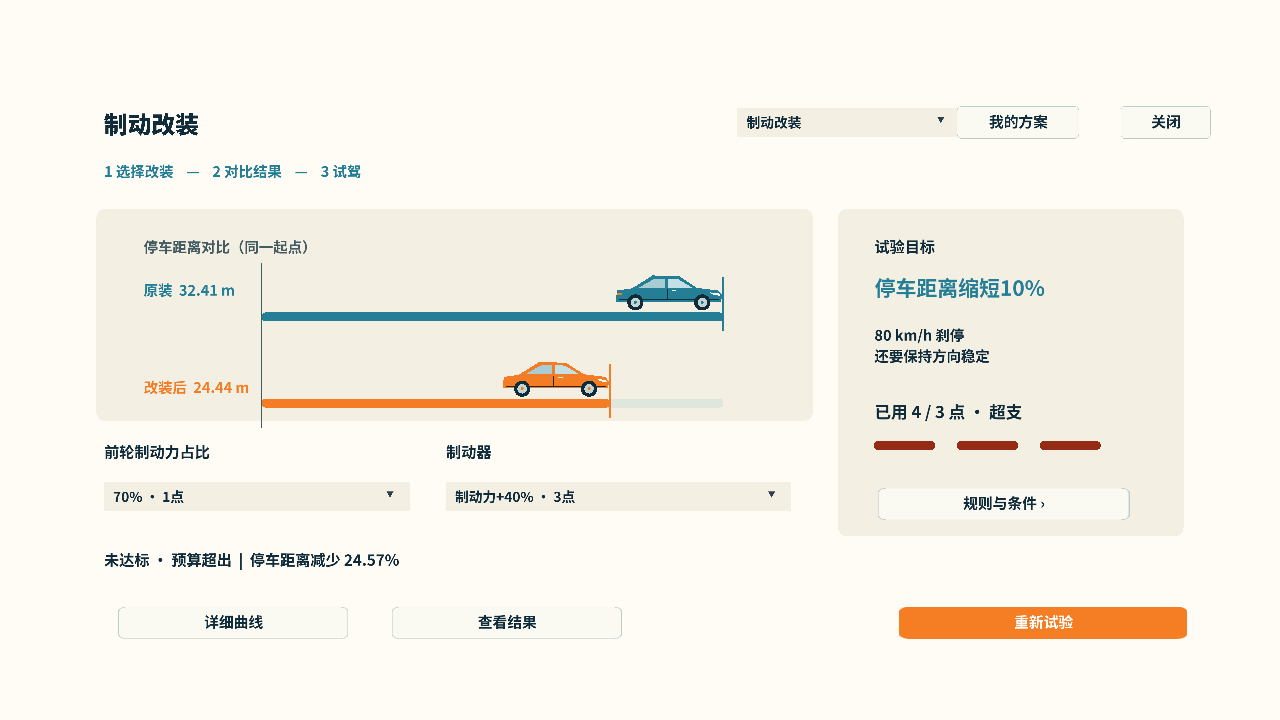 制动改装
制动改装 ▼
我的方案
关闭
1 选择改装 — 2 对比结果 — 3 试驾
停车距离对比（同一起点）
原装 32.41 m
改装后 24.44 m
试验目标
停车距离缩短10%
80 km/h 刹停
还要保持方向稳定
已用 4 / 3 点 · 超支
规则与条件 ›
前轮制动力占比
制动器
70% · 1点 ▼
制动力+40% · 3点 ▼
未达标 · 预算超出 | 停车距离减少 24.57%
详细曲线
查看结果
重新试验